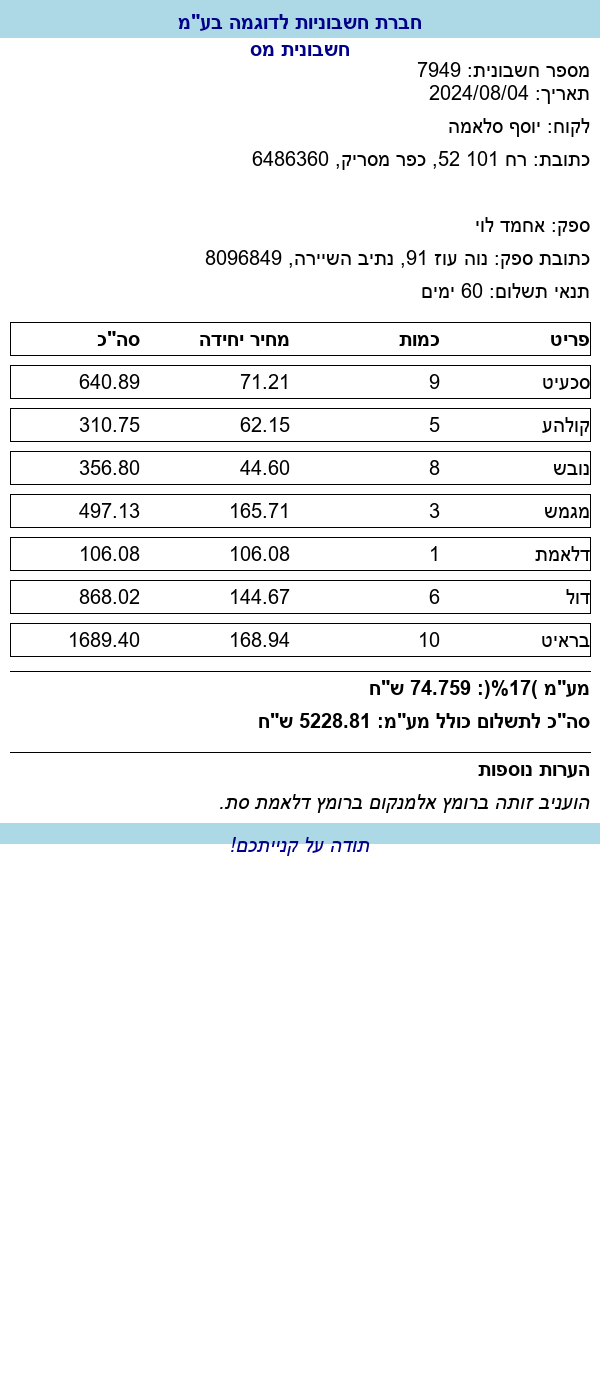 חברת חשבוניות לדוגמה בע"מ
חשבונית מס
מספר חשבונית: 7949
תאריך: 2024/08/04
לקוח: יוסף סלאמה
כתובת: רח 101 52, כפר מסריק, 6486360
ספק: אחמד לוי
כתובת ספק: נוה עוז 91, נתיב השיירה, 8096849
תנאי תשלום: 60 ימים
פריט כמות מחיר יחידה סה"כ
סכעיט 9 71.21 640.89
קולהע 5 62.15 310.75
נובש 8 44.60 356.80
מגמש 3 165.71 497.13
דלאמת 1 106.08 106.08
דול 6 144.67 868.02
בראיט 10 168.94 1689.40
מע"מ )17%(: 74.759 ש"ח
סה"כ לתשלום כולל מע"מ: 5228.81 ש"ח
הערות נוספות
הועניב זותה ברומץ אלמנקום ברומץ דלאמת סת.
תודה על קנייתכם!